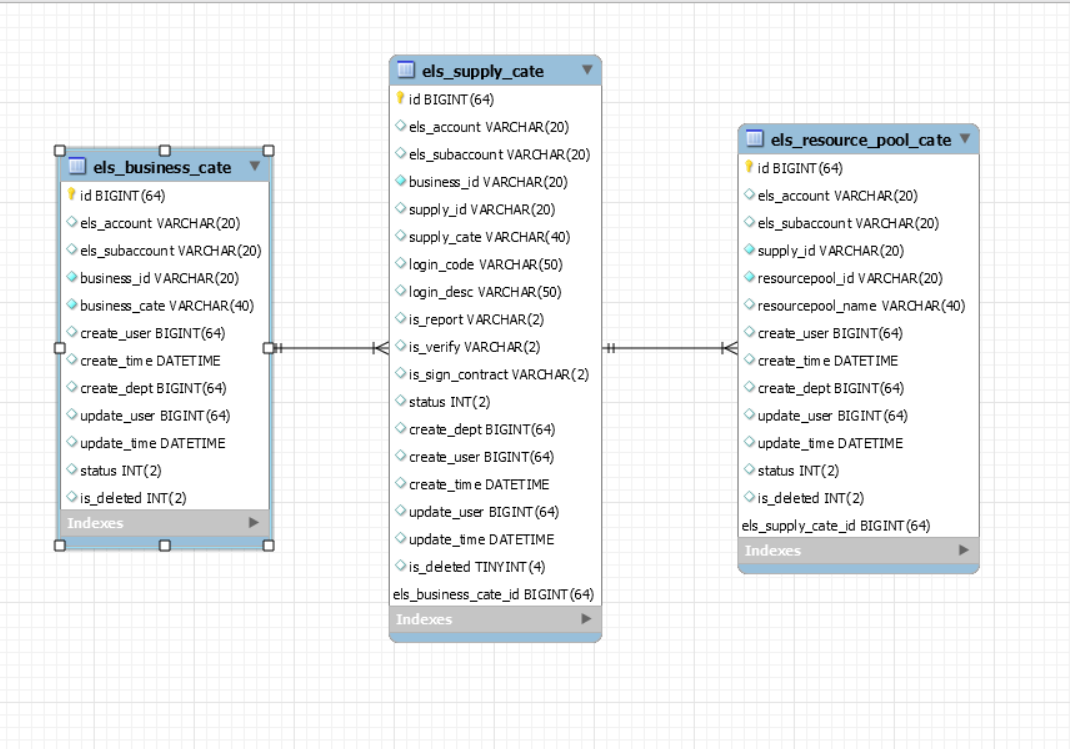 els_business_cate
id BIGINT(64)
els_account VARCHAR(20)
els_subaccount VARCHAR(20)
business_id VARCHAR(20)
business_cate VARCHAR(40)
create_user BIGINT(64)
create_time DATETIME
create_dept BIGINT(64)
update_user BIGINT(64)
update_time DATETIME
status INT(2)
is_deleted INT(2)
Indexes
els_supply_cate
id BIGINT(64)
els_account VARCHAR(20)
els_subaccount VARCHAR(20)
business_id VARCHAR(20)
supply_id VARCHAR(20)
supply_cate VARCHAR(40)
login_code VARCHAR(50)
login_desc VARCHAR(50)
is_report VARCHAR(2)
is_verify VARCHAR(2)
is_sign_contract VARCHAR(2)
status INT(2)
create_dept BIGINT(64)
create_user BIGINT(64)
create_time DATETIME
update_user BIGINT(64)
update_time DATETIME
is_deleted TINYINT(4)
els_business_cate_id BIGINT(64)
Indexes
els_resource_pool_cate
id BIGINT(64)
els_account VARCHAR(20)
els_subaccount VARCHAR(20)
supply_id VARCHAR(20)
resourcepool_id VARCHAR(20)
resourcepool_name VARCHAR(40)
create_user BIGINT(64)
create_time DATETIME
create_dept BIGINT(64)
update_user BIGINT(64)
update_time DATETIME
status INT(2)
is_deleted INT(2)
els_supply_cate_id BIGINT(64)
Indexes